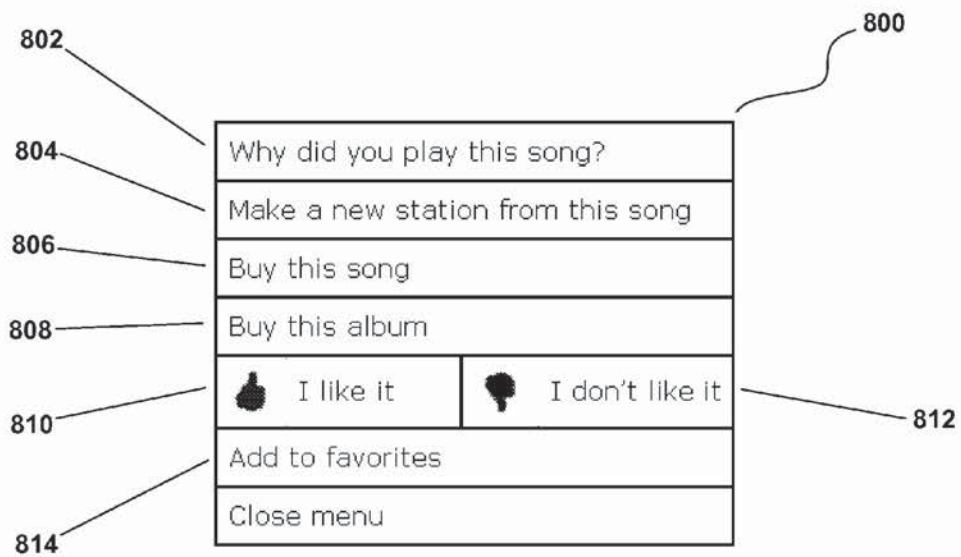 802
800
804
Why did you play this song?
Make a new station from this song
806
Buy this song
808
Buy this album
810
I like it
I don't like it
812
Add to favorites
814
Close menu